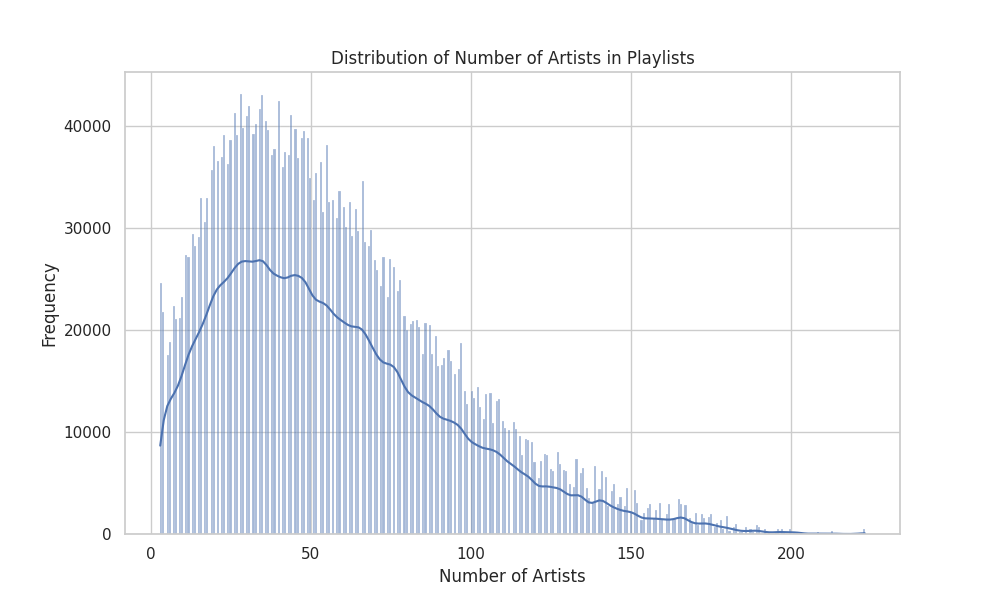 Distribution of Number of Artists in Playlists
Frequency
40000
30000
20000
10000
0
0 50 100 150 200
Number of Artists